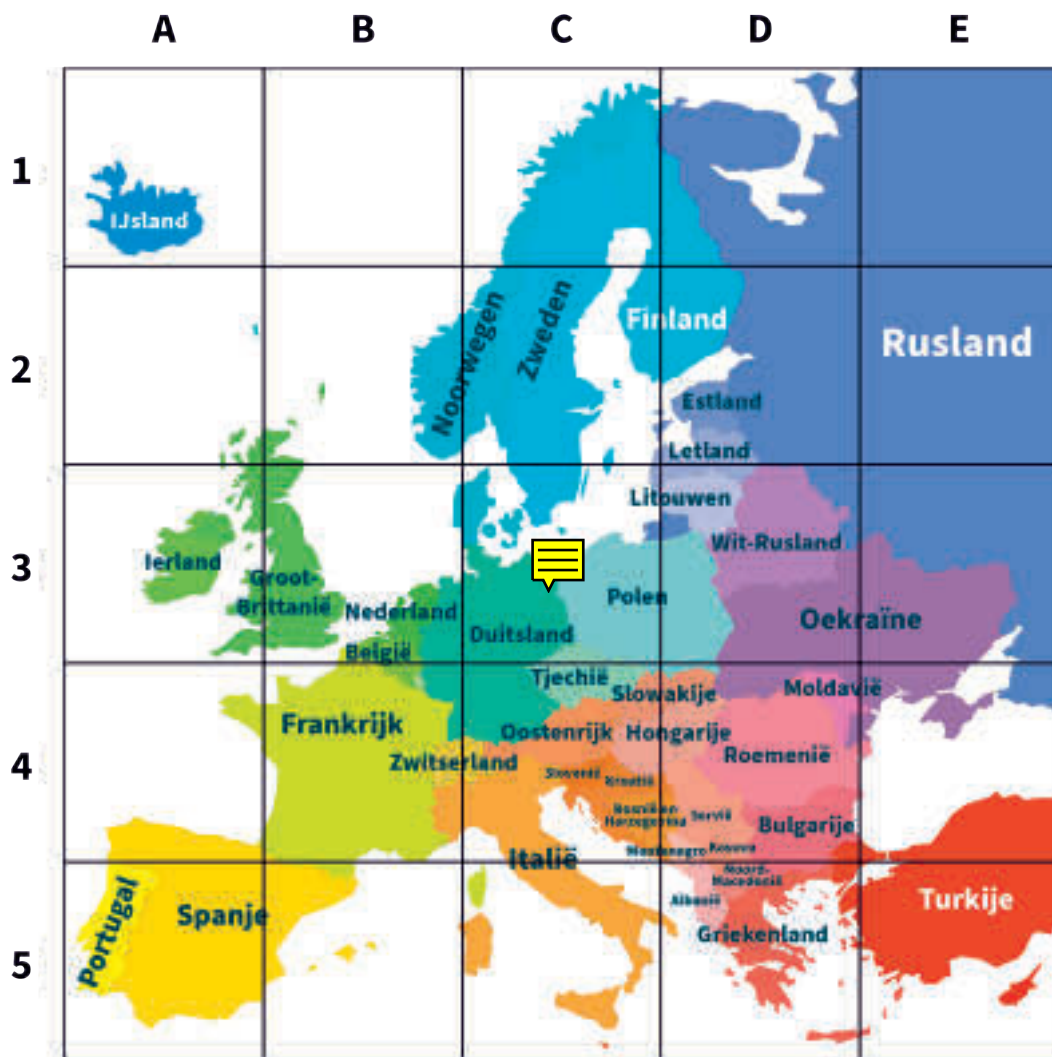 A B C D E
1
IJsland
2
Noorwegen
Zweden
Finland
Rusland
Estland
Letland
3
Litouwen
Wit-Rusland
Ierland
Groot-
Brittanië
Nederland
Polen
Oekraïne
Duitsland
België
4
Tjechië
Slowakije
Moldavië
Frankrijk
Oostenrijk
Hongarije
Zwitserland
Roemenië
Slovenië
Kroatië
Bosnië en
Herzegovina
Servië
Bulgarije
Montenegro
Kosovo
Italië
5
Noord-
Macedonië
Portugal
Spanje
Albanië
Turkije
Griekenland